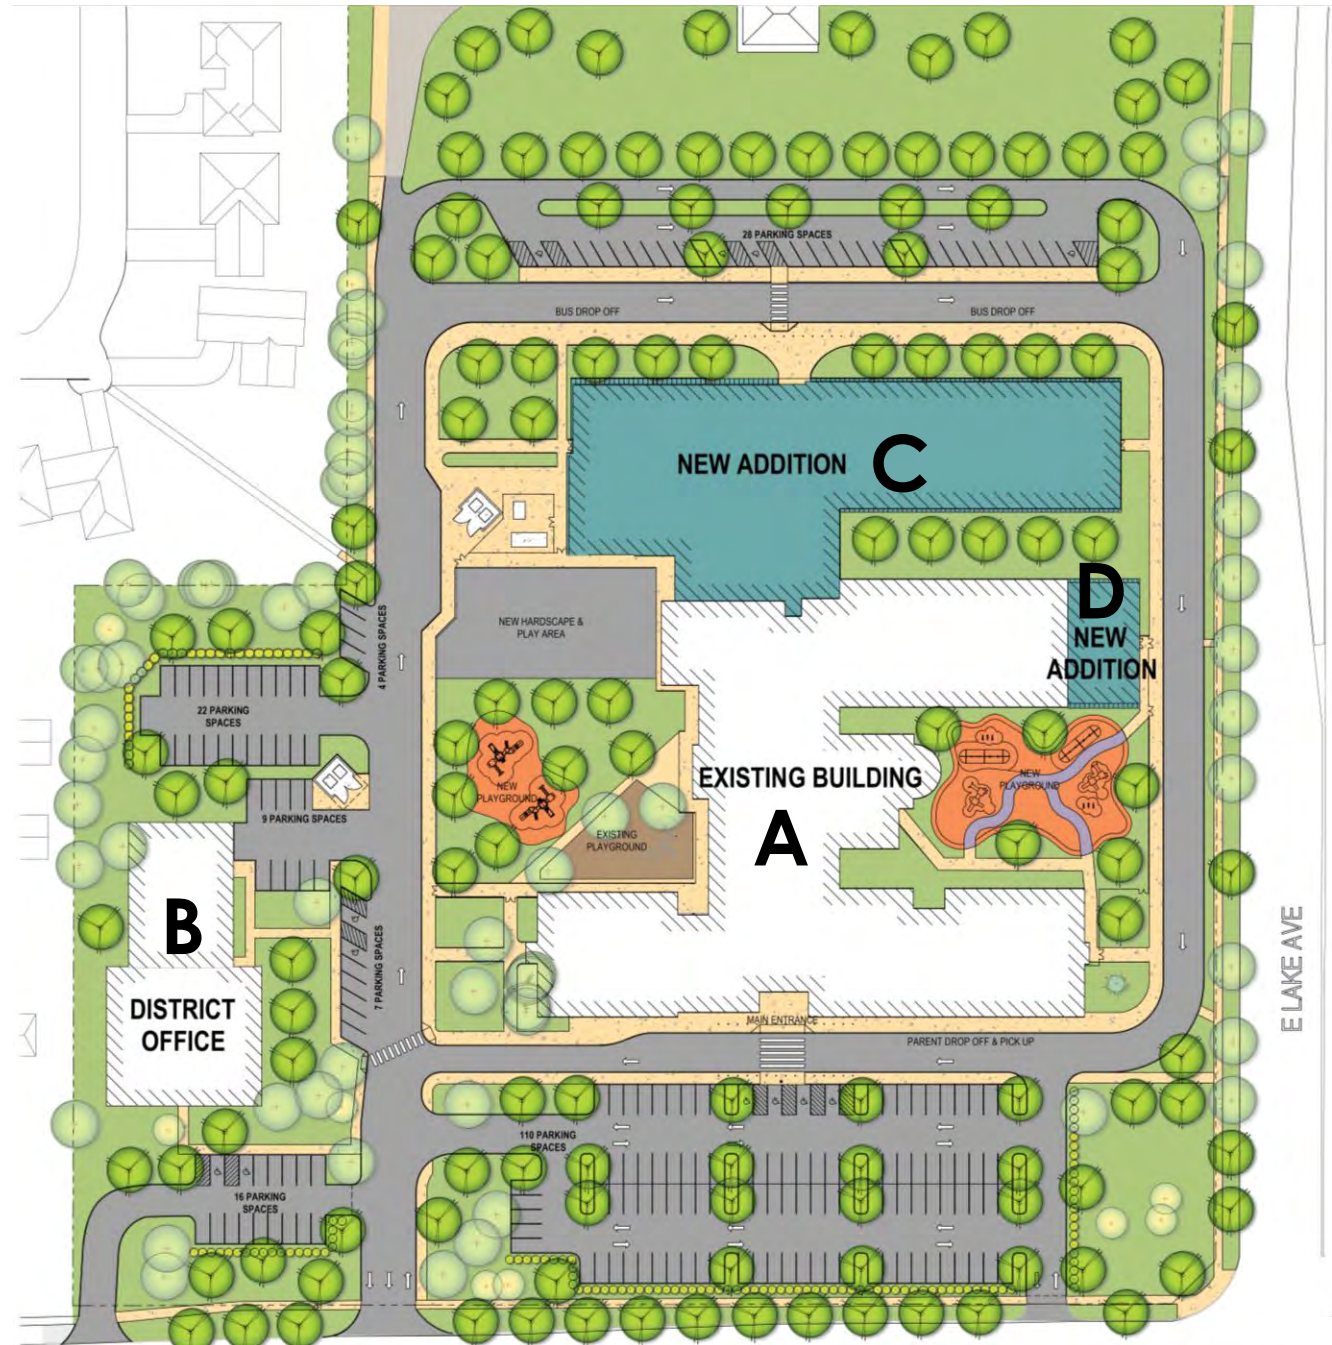 28 PARKING SPACES
BUS DROP OFF
BUS DROP OFF
NEW ADDITION
C
D
NEW
ADDITION
NEW HARDSCAPE &
PLAY AREA
4 PARKING SPACES
22 PARKING
SPACES
9 PARKING SPACES
NEW
PLAYGROUND
EXISTING
PLAYGROUND
EXISTING BUILDING
A
NEW
PLAYGROUND
B
DISTRICT
OFFICE
7 PARKING SPACES
E LAKE AVE
MAIN ENTRANCE
PARENT DROP OFF & PICK UP
110 PARKING
SPACES
16 PARKING
SPACES